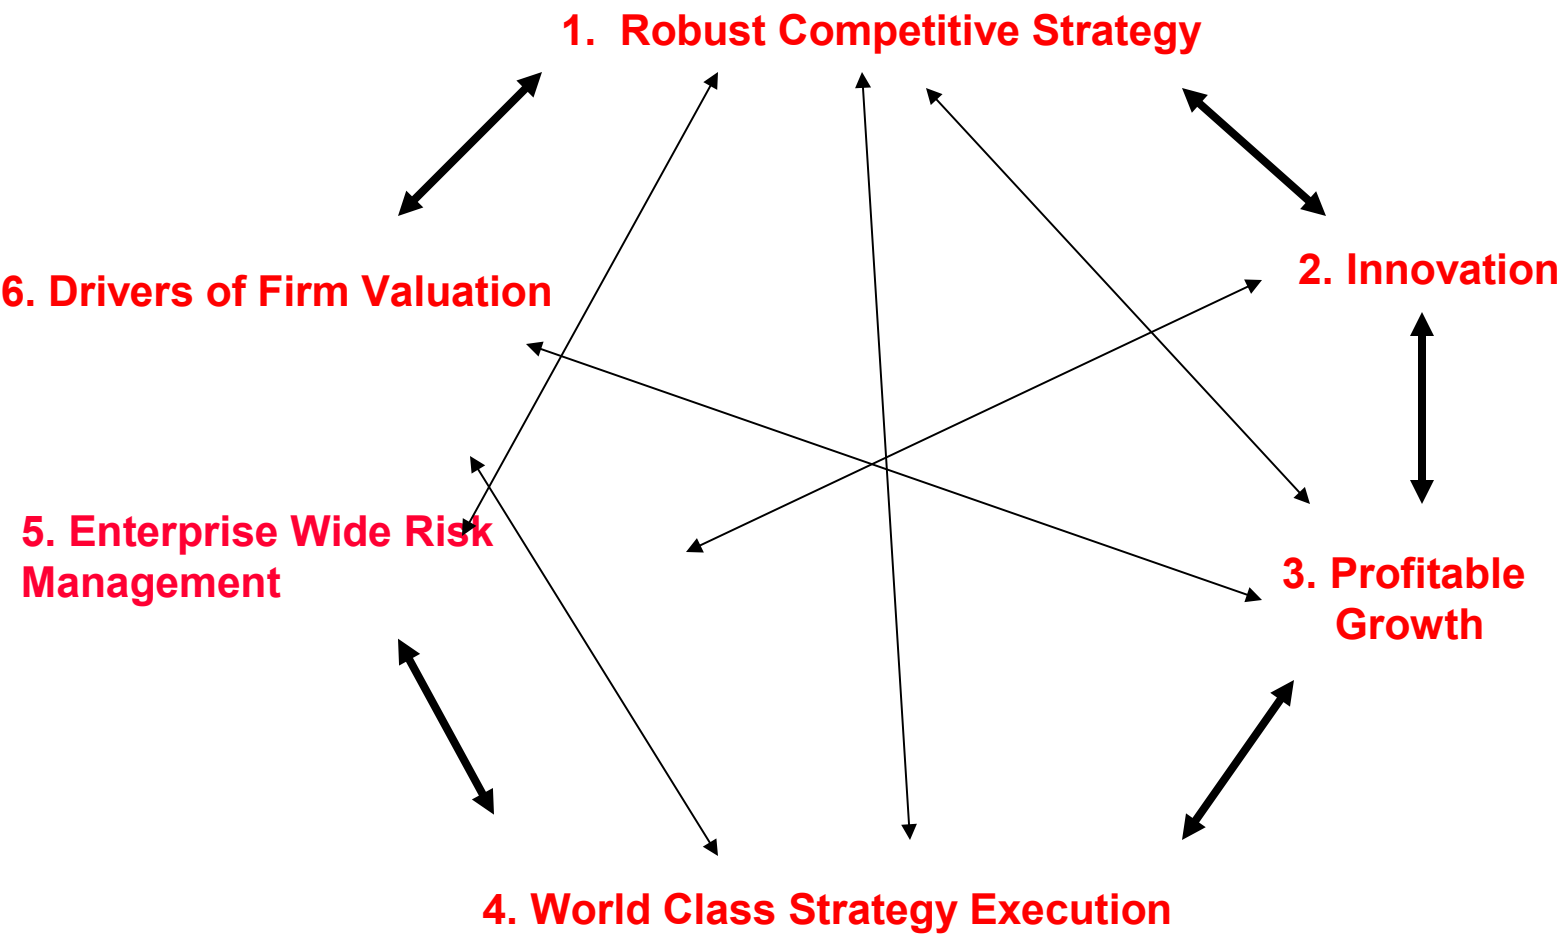 1. Robust Competitive Strategy
2. Innovation
6. Drivers of Firm Valuation
5. Enterprise Wide Risk
Management
3. Profitable
Growth
4. World Class Strategy Execution